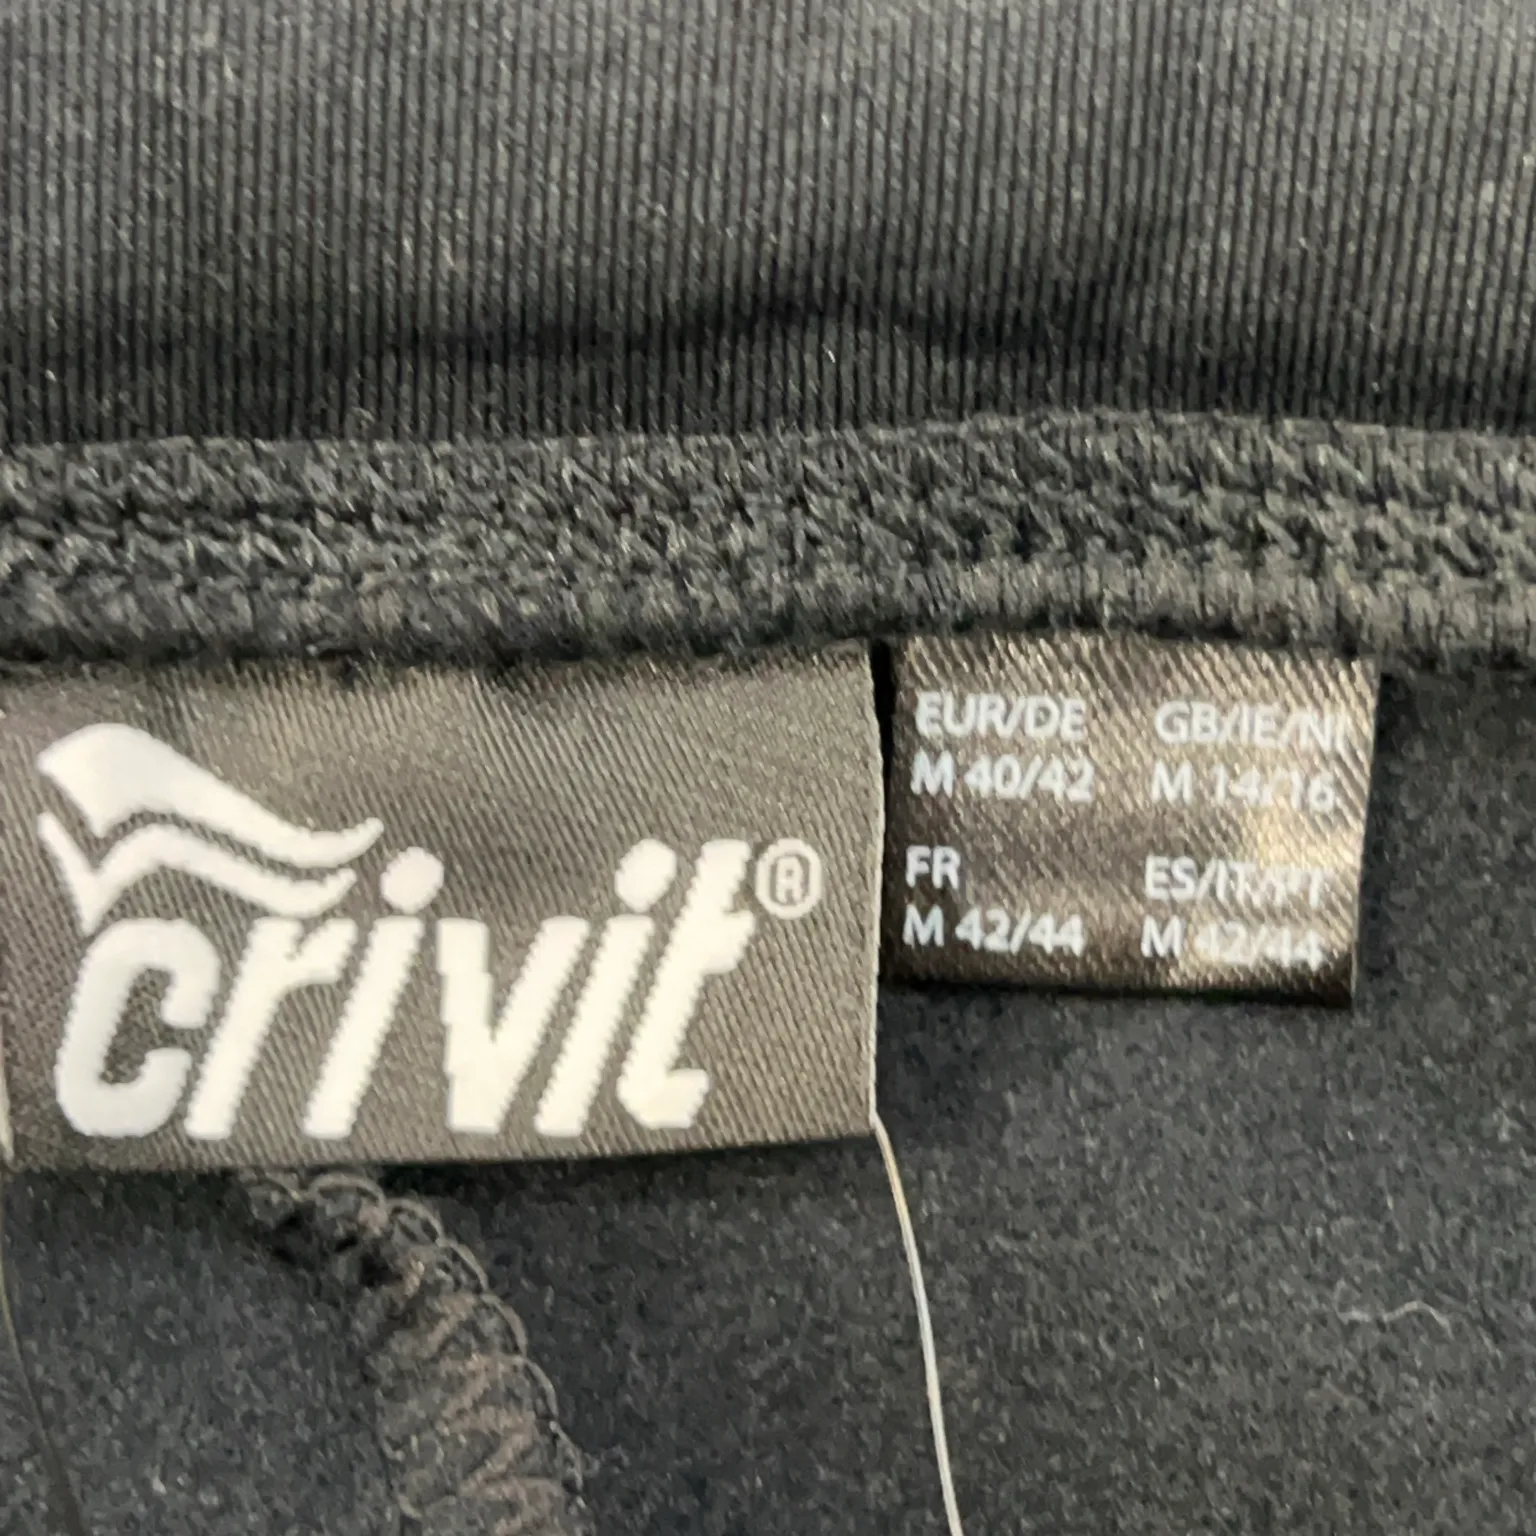 crivit®
EUR/DE GB/IE/NI
M 40/42 M 14/16
FR ES/IT/PT
M 42/44 M 42/44